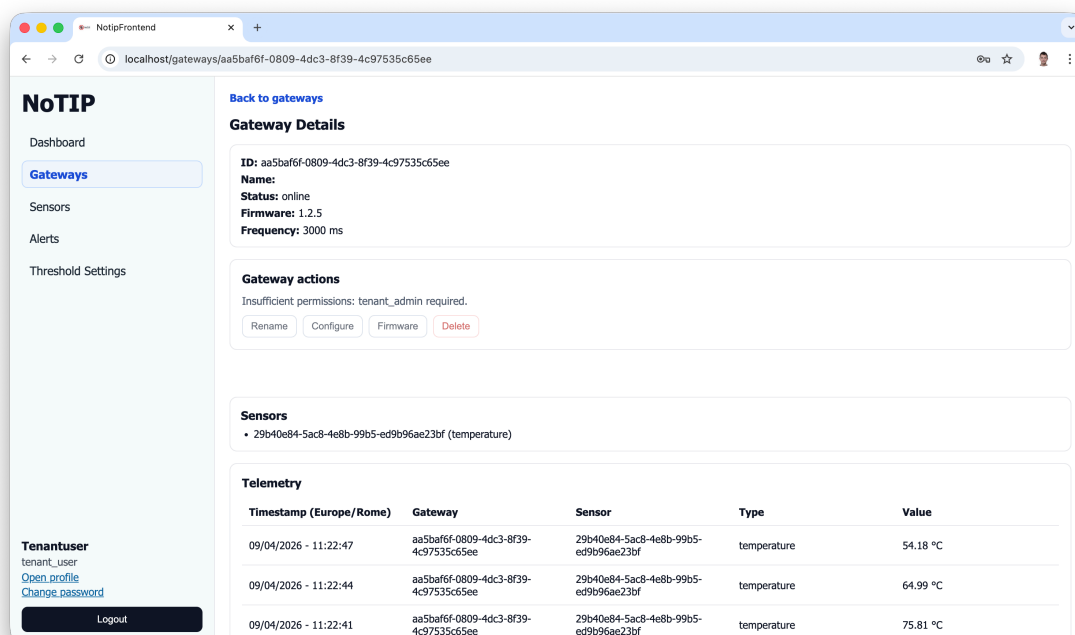 NotipFrontend
localhost/gateways/aa5baf6f-0809-4dc3-8f39-4c97535c65ee
NoTIP
Dashboard
Gateways
Sensors
Alerts
Threshold Settings
Tenantuser
tenant_user
Open profile
Change password
Logout
Back to gateways
Gateway Details
ID: aa5baf6f-0809-4dc3-8f39-4c97535c65ee
Name:
Status: online
Firmware: 1.2.5
Frequency: 3000 ms
Gateway actions
Insufficient permissions: tenant_admin required.
Rename Configure Firmware Delete
Sensors
• 29b40e84-5ac8-4e8b-99b5-ed9b96ae23bf (temperature)
Telemetry
Timestamp (Europe/Rome) Gateway Sensor Type Value
09/04/2026 - 11:22:47 aa5baf6f-0809-4dc3-8f39-4c97535c65ee 29b40e84-5ac8-4e8b-99b5-ed9b96ae23bf temperature 54.18 °C
09/04/2026 - 11:22:44 aa5baf6f-0809-4dc3-8f39-4c97535c65ee 29b40e84-5ac8-4e8b-99b5-ed9b96ae23bf temperature 64.99 °C
09/04/2026 - 11:22:41 aa5baf6f-0809-4dc3-8f39-4c97535c65ee 29b40e84-5ac8-4e8b-99b5-ed9b96ae23bf temperature 75.81 °C